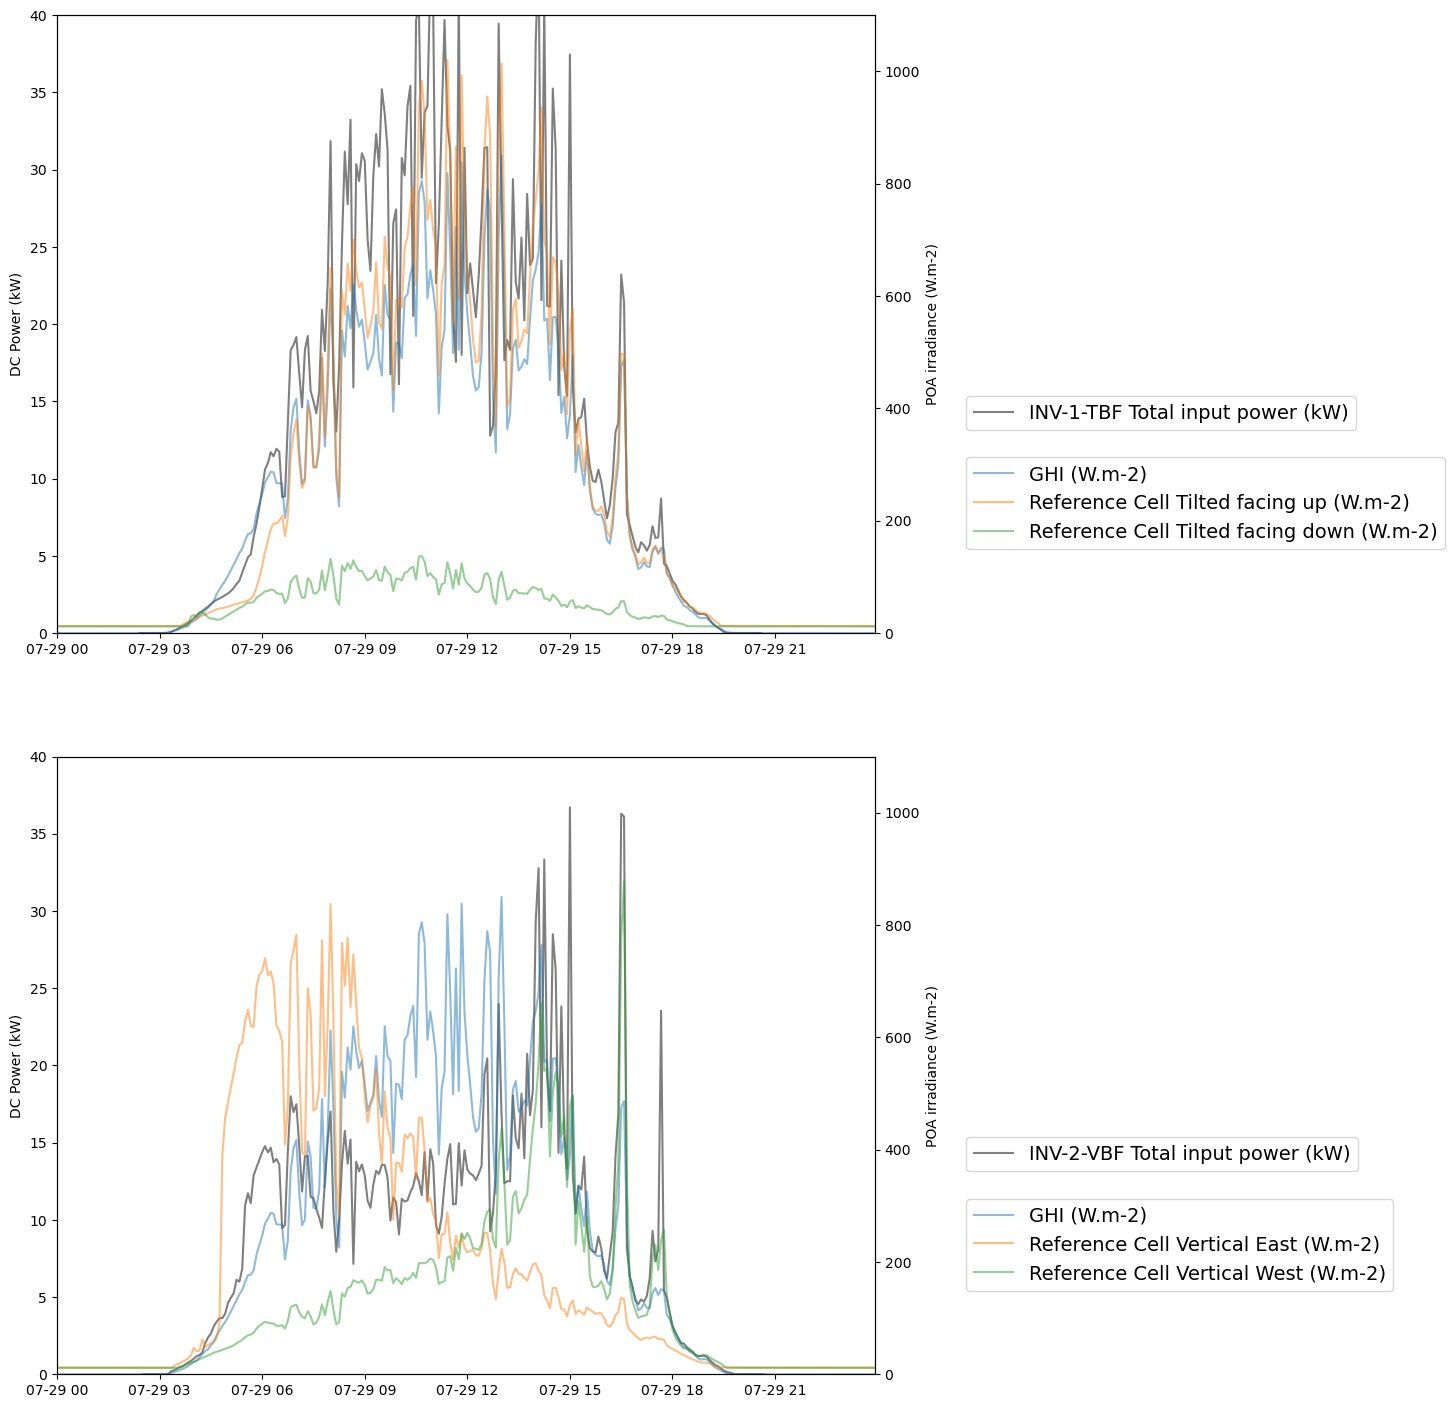 40
35
30
25
20
15
10
5
0
DC Power (kW)
1000
800
600
400
200
0
POA irradiance (W.m-2)
07-29 00 07-29 03 07-29 06 07-29 09 07-29 12 07-29 15 07-29 18 07-29 21
INV-1-TBF Total input power (kW)
GHI (W.m-2)
Reference Cell Tilted facing up (W.m-2)
Reference Cell Tilted facing down (W.m-2)
40
35
30
25
20
15
10
5
0
DC Power (kW)
1000
800
600
400
200
0
POA irradiance (W.m-2)
07-29 00 07-29 03 07-29 06 07-29 09 07-29 12 07-29 15 07-29 18 07-29 21
INV-2-VBF Total input power (kW)
GHI (W.m-2)
Reference Cell Vertical East (W.m-2)
Reference Cell Vertical West (W.m-2)